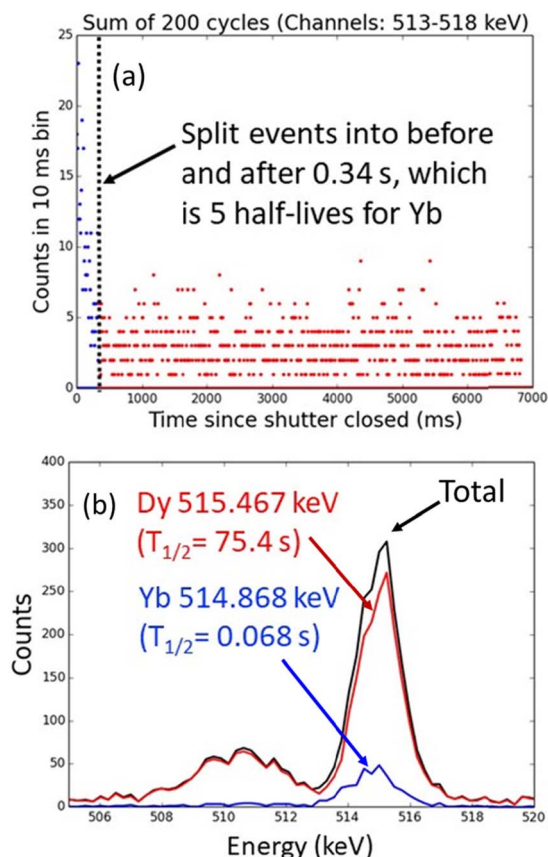 Sum of 200 cycles (Channels: 513-518 keV)
25
20
15
10
5
0
Counts in 10 ms bin
(a)
Split events into before
and after 0.34 s, which
is 5 half-lives for Yb
0
1000
2000
3000
4000
5000
6000
7000
Time since shutter closed (ms)
400
350
300
250
200
150
100
50
0
Counts
(b)
Dy 515.467 keV
(T1/2= 75.4 s)
Total
Yb 514.868 keV
(T1/2= 0.068 s)
506
508
510
512
514
516
518
520
Energy (keV)